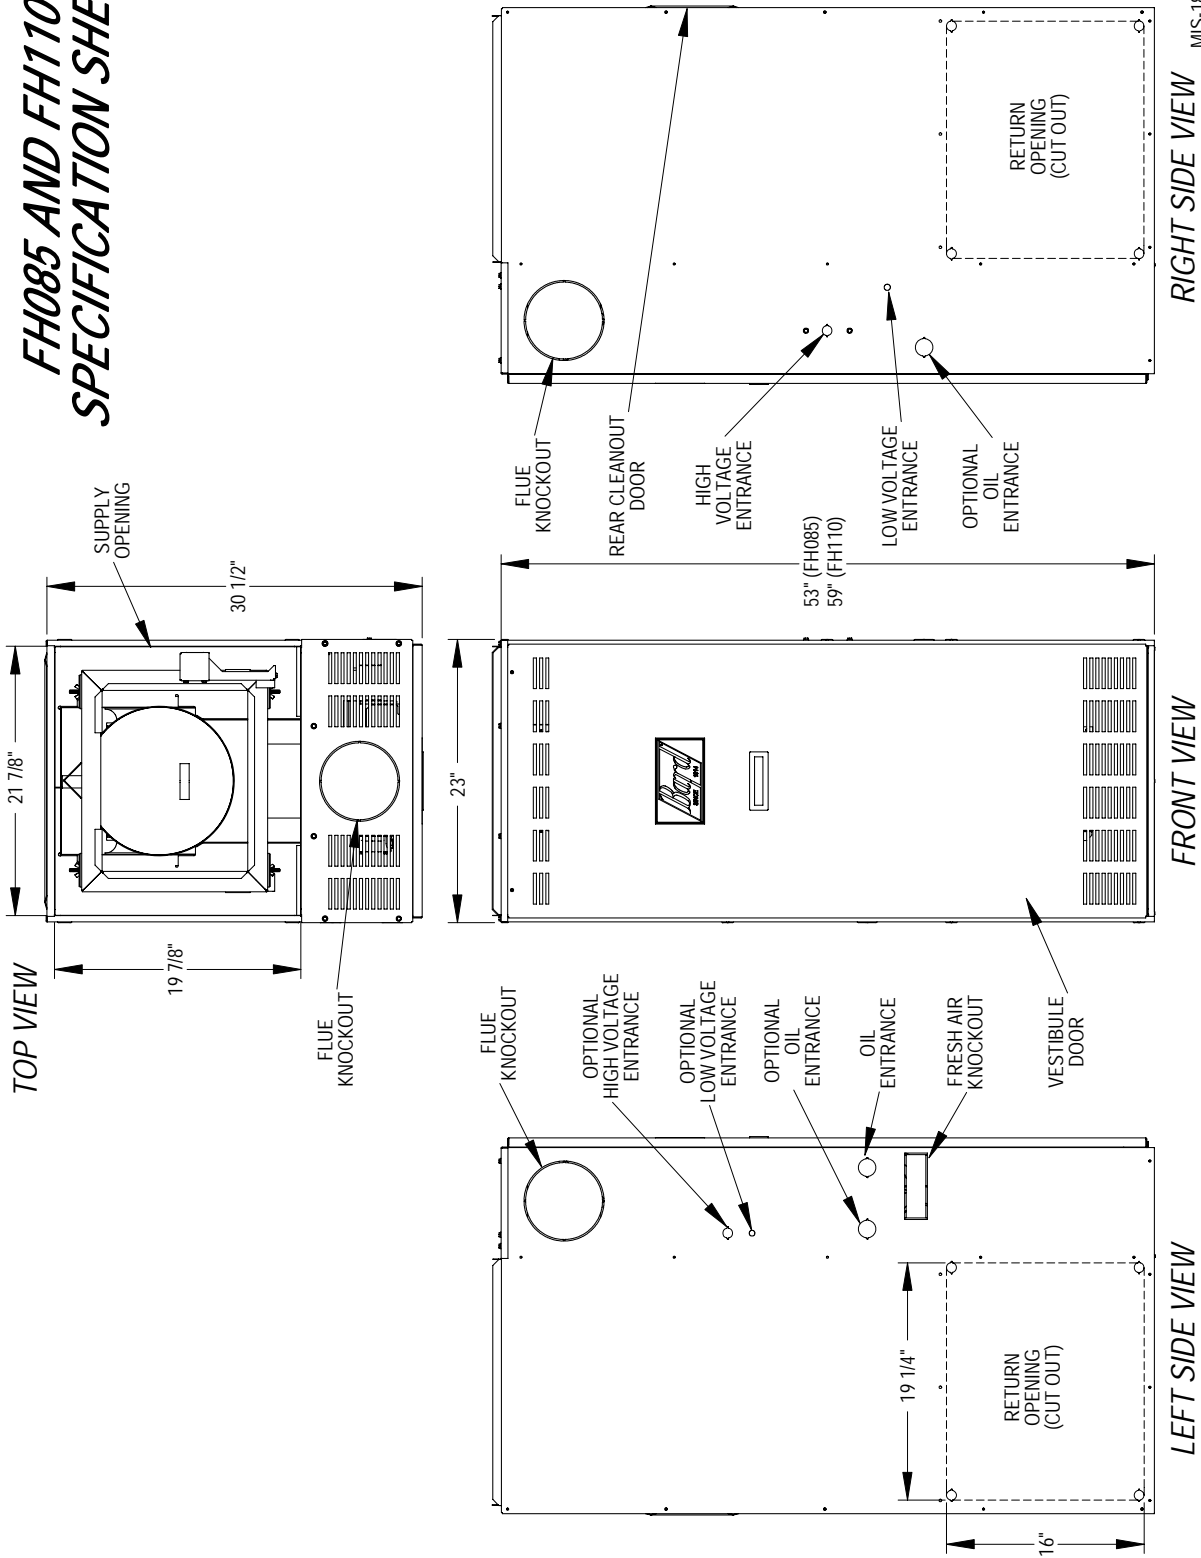 FH085 AND FH110
SPECIFICATION SHE
TOP VIEW
21 7/8"
19 7/8"
30 1/2"
SUPPLY
OPENING
FLUE
KNOCKOUT
LEFT SIDE VIEW
FLUE
KNOCKOUT
OPTIONAL
HIGH VOLTAGE
ENTRANCE
OPTIONAL
LOW VOLTAGE
ENTRANCE
OPTIONAL
OIL
ENTRANCE
OIL
ENTRANCE
FRESH AIR
KNOCKOUT
VESTIBULE
DOOR
19 1/4"
16"
RETURN
OPENING
(CUT OUT)
FRONT VIEW
23"
Bard
SINCE 1914
53" (FH085)
59" (FH110)
RIGHT SIDE VIEW
FLUE
KNOCKOUT
REAR CLEANOUT
DOOR
HIGH
VOLTAGE
ENTRANCE
LOW VOLTAGE
ENTRANCE
OPTIONAL
OIL
ENTRANCE
RETURN
OPENING
(CUT OUT)